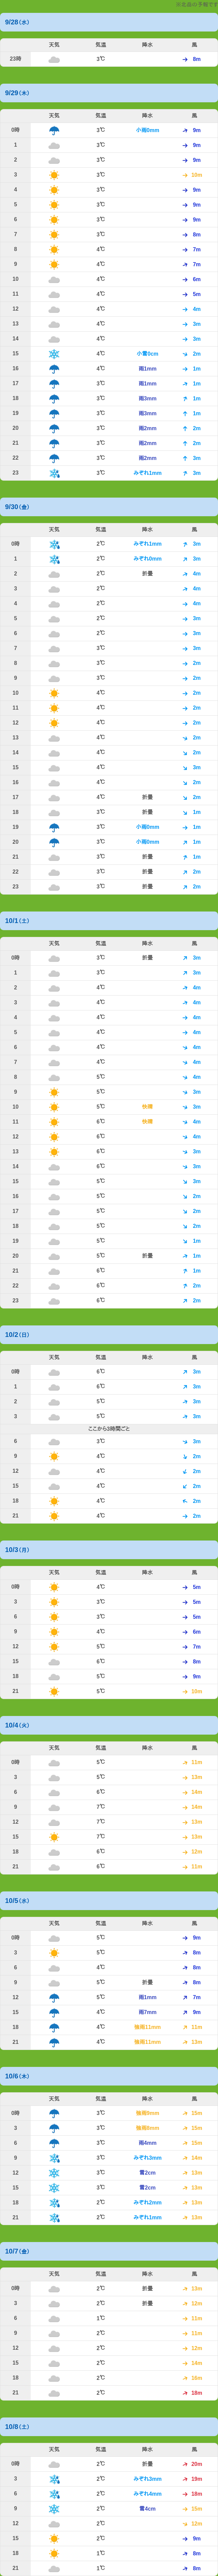 9/28(水)
天気 気温 降水 風
23時 3℃ 8m
9/29(木)
天気 気温 降水 風
0時 3℃ 小雨0mm 9m
1 3℃ 9m
2 3℃ 9m
3 3℃ 10m
4 3℃ 9m
5 3℃ 9m
6 3℃ 9m
7 3℃ 8m
8 4℃ 7m
9 4℃ 7m
10 4℃ 6m
11 4℃ 5m
12 4℃ 4m
13 4℃ 3m
14 4℃ 3m
15 4℃ 小雪0cm 2m
16 4℃ 雨1mm 1m
17 3℃ 雨1mm 1m
18 3℃ 雨3mm 1m
19 3℃ 雨3mm 1m
20 3℃ 雨2mm 2m
21 3℃ 雨2mm 2m
22 3℃ 雨2mm 3m
23 3℃ みぞれ1mm 3m
9/30(金)
天気 気温 降水 風
0時 2℃ みぞれ1mm 3m
1 2℃ みぞれ0mm 3m
2 2℃ 折曇 4m
3 2℃ 4m
4 2℃ 4m
5 2℃ 3m
6 2℃ 3m
7 3℃ 3m
8 3℃ 2m
9 3℃ 2m
10 4℃ 2m
11 4℃ 2m
12 4℃ 2m
13 4℃ 2m
14 4℃ 2m
15 4℃ 3m
16 4℃ 2m
17 4℃ 折曇 2m
18 3℃ 折曇 1m
19 3℃ 小雨0mm 1m
20 3℃ 小雨0mm 1m
21 3℃ 折曇 1m
22 3℃ 折曇 2m
23 3℃ 折曇 2m
10/1(土)
天気 気温 降水 風
0時 3℃ 折曇 3m
1 3℃ 3m
2 4℃ 4m
3 4℃ 4m
4 4℃ 4m
5 4℃ 4m
6 4℃ 4m
7 4℃ 4m
8 5℃ 4m
9 5℃ 3m
10 5℃ 快晴 3m
11 6℃ 快晴 4m
12 6℃ 4m
13 6℃ 3m
14 6℃ 3m
15 5℃ 3m
16 5℃ 2m
17 5℃ 2m
18 5℃ 2m
19 5℃ 1m
20 5℃ 折曇 1m
21 6℃ 1m
22 6℃ 2m
23 6℃ 2m
10/2(日)
天気 気温 降水 風
0時 6℃ 3m
1 6℃ 3m
2 5℃ 3m
3 5℃ 3m
ここから3時間ごと
6 3℃ 3m
9 4℃ 2m
12 4℃ 2m
15 4℃ 2m
18 4℃ 2m
21 4℃ 2m
10/3(月)
天気 気温 降水 風
0時 4℃ 5m
3 3℃ 5m
6 3℃ 5m
9 4℃ 6m
12 5℃ 7m
15 6℃ 8m
18 5℃ 9m
21 5℃ 10m
10/4(火)
天気 気温 降水 風
0時 5℃ 11m
3 5℃ 13m
6 6℃ 14m
9 7℃ 14m
12 7℃ 13m
15 7℃ 13m
18 6℃ 12m
21 6℃ 11m
10/5(水)
天気 気温 降水 風
0時 5℃ 9m
3 5℃ 8m
6 4℃ 8m
9 5℃ 折曇 8m
12 5℃ 雨1mm 7m
15 4℃ 雨7mm 9m
18 4℃ 強雨11mm 11m
21 4℃ 強雨11mm 13m
10/6(木)
天気 気温 降水 風
0時 3℃ 強雨9mm 15m
3 3℃ 強雨8mm 15m
6 3℃ 雨4mm 15m
9 3℃ みぞれ3mm 14m
12 3℃ 雪2cm 13m
15 3℃ 雪2cm 13m
18 2℃ みぞれ2mm 13m
21 2℃ みぞれ1mm 13m
10/7(金)
天気 気温 降水 風
0時 2℃ 折曇 13m
3 2℃ 折曇 12m
6 1℃ 11m
9 2℃ 11m
12 2℃ 12m
15 2℃ 14m
18 2℃ 16m
21 1℃ 18m
10/8(土)
天気 気温 降水 風
0時 2℃ 折曇 20m
3 2℃ みぞれ3mm 19m
6 2℃ みぞれ4mm 18m
9 2℃ 雪4cm 15m
12 2℃ 12m
15 2℃ 9m
18 1℃ 8m
21 1℃ 8m